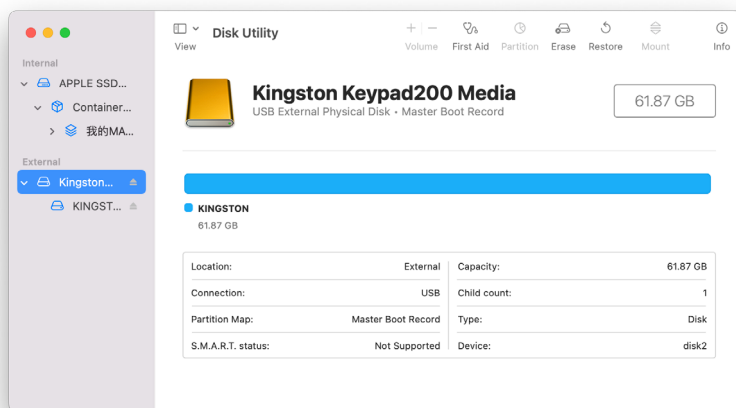 Disk Utility
View
Volume
First Aid
Partition
Erase
Restore
Mount
Info
Internal
APPLE SSD...
Container...
我的MA...
External
Kingston...
KINGST...
Kingston Keypad200 Media
USB External Physical Disk • Master Boot Record
61.87 GB
KINGSTON
61.87 GB
Location: External
Capacity: 61.87 GB
Connection: USB
Child count: 1
Partition Map: Master Boot Record
Type: Disk
S.M.A.R.T. status: Not Supported
Device: disk2